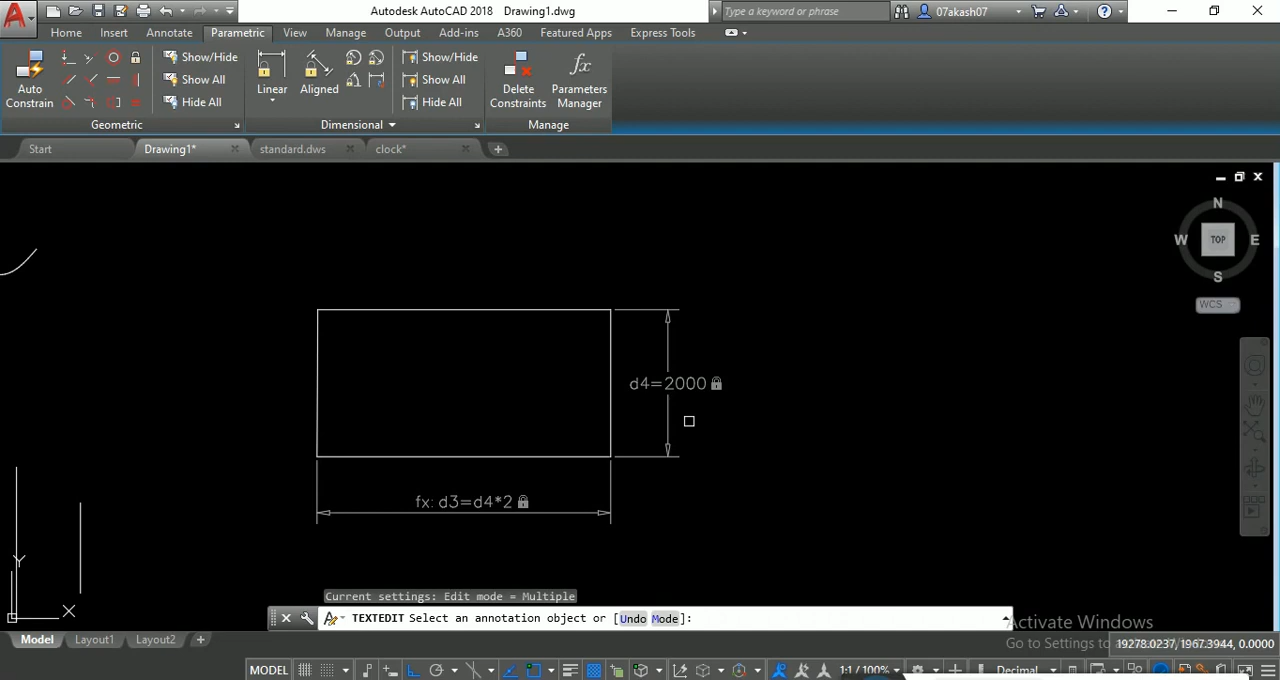 Autodesk AutoCAD 2018 Drawing1.dwg
Type a keyword or phrase
07akash07
Home Insert Annotate Parametric View Manage Output Add-ins A360 Featured Apps Express Tools
Auto
Constrain
Show/Hide
Show All
Hide All
Geometric
Linear
Aligned
Show/Hide
Show All
Hide All
Dimensional
Delete
Constraints
fx
Parameters
Manager
Manage
Start Drawing1* standard.dws clock*
N
W TOP E
S
WCS
d4=2000
fx: d3=d4*2
Y
X
Current settings: Edit mode = Multiple
TEXTEDIT Select an annotation object or [Undo Mode]:
Activate Windows
Go to Settings to
Model Layout1 Layout2
19278.0237, 1967.3944, 0.0000
MODEL 1:1 / 100% Decimal